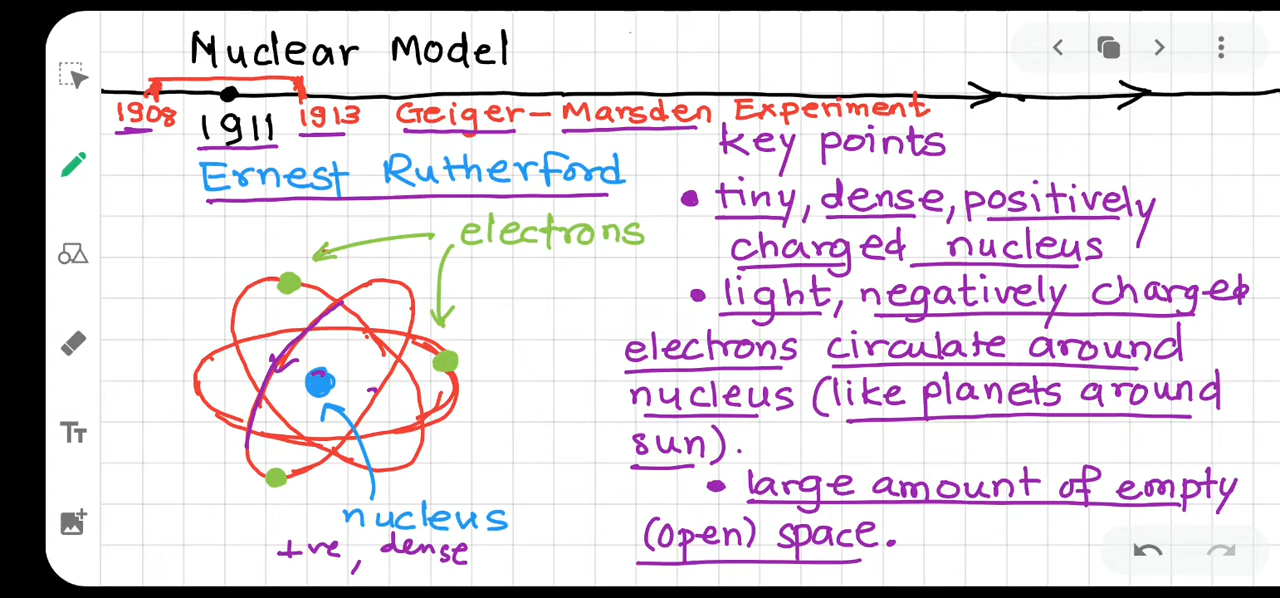 Nuclear Model
1908
1911
1913
Geiger-Marsden Experiment
Ernest Rutherford
electrons
nucleus
+ve, dense
key points
• tiny, dense, positively
charged nucleus
• light, negatively charged
electrons circulate around
nucleus (like planets around
sun).
• large amount of empty
(open) space.
TT